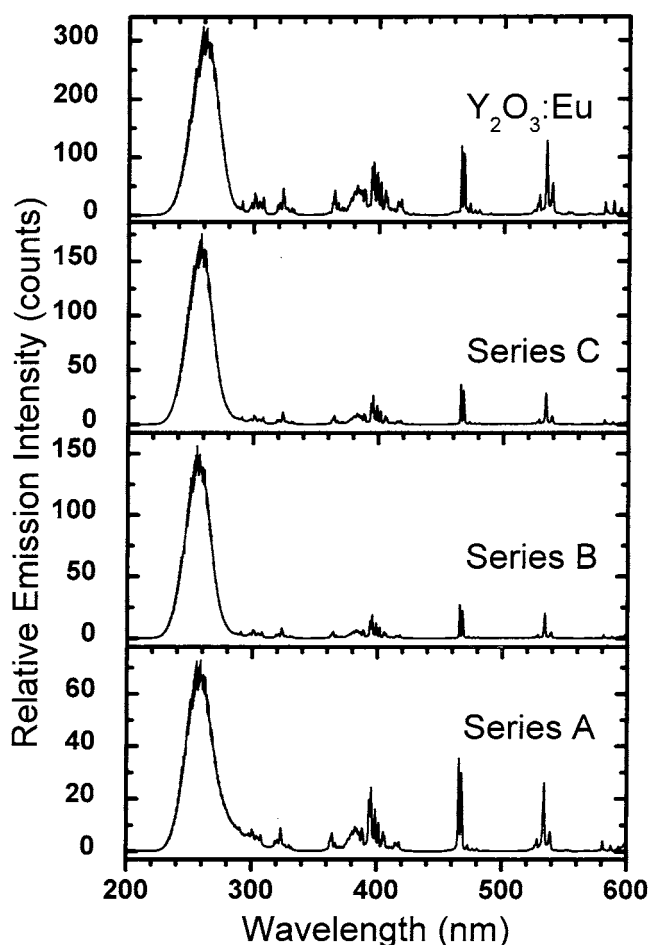 Relative Emission Intensity (counts)
300
200
100
0
Y2O3:Eu
150
100
50
0
Series C
150
100
50
0
Series B
60
40
20
0
Series A
200 300 400 500 600
Wavelength (nm)